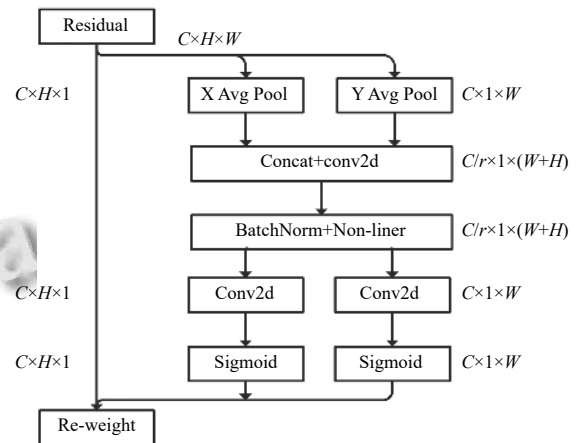 Residual
C×H×W
C×H×1 X Avg Pool Y Avg Pool C×1×W
Concat+conv2d C/r×1×(W+H)
BatchNorm+Non-liner C/r×1×(W+H)
C×H×1 Conv2d Conv2d C×1×W
C×H×1 Sigmoid Sigmoid C×1×W
Re-weight